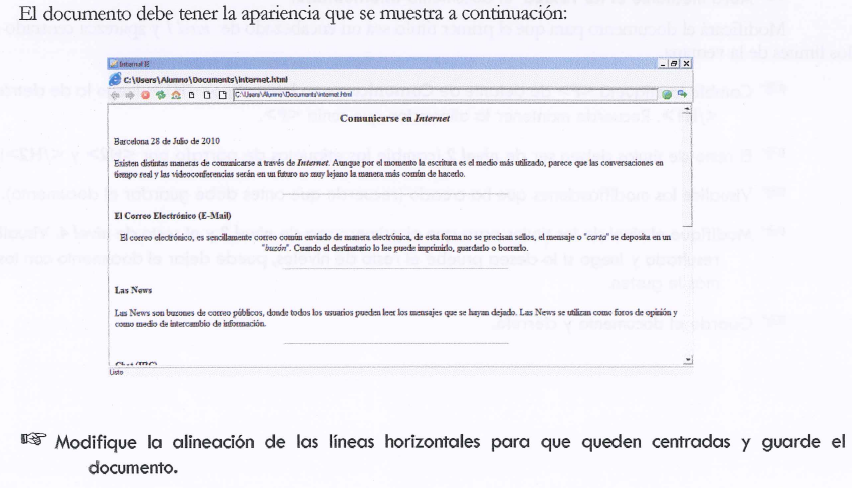 El documento debe tener la apariencia que se muestra a continuación:
Internal IE
C:\Users\Alumno\Documents\Internet.html
C:\Users\Alumno\Documents\Internet.html
Comunicarse en Internet
Barcelona 28 de Julio de 2010
Existen distintas maneras de comunicarse a través de Internet. Aunque por el momento la escritura es el medio más utilizado, parece que las conversaciones en
tiempo real y las videoconferencias serán en un futuro no muy lejano la manera más común de hacerlo.
El Correo Electrónico (E-Mail)
El correo electrónico, es sencillamente correo común enviado de manera electrónica, de esta forma no se precisan sellos, el mensaje o "carta" se deposita en un
"buzón". Cuando el destinatario lo lee puede imprimirlo, guardarlo o borrarlo.
Las News
Las News son buzones de correo públicos, donde todos los usuarios pueden leer los mensajes que se hayan dejado. Las News se utilizan como foros de opinión y
como medio de intercambio de información.
Chat (IRC)
Listo
Modifique la alineación de las líneas horizontales para que queden centradas y guarde el
documento.